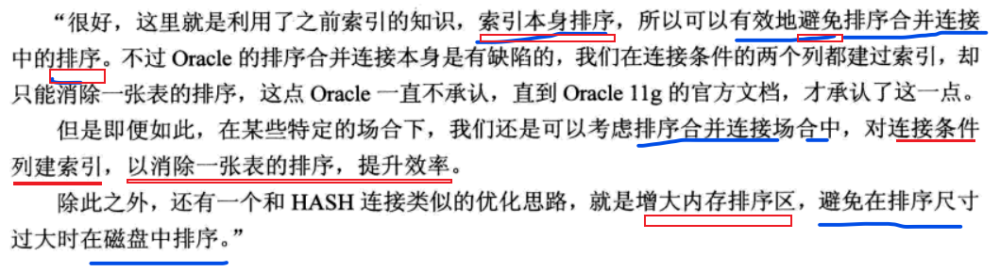 “很好，这里就是利用了之前索引的知识，索引本身排序，所以可以有效地避免排序合并连接
中的排序。不过 Oracle 的排序合并连接本身是有缺陷的，我们在连接条件的两个列都建过索引，却
只能消除一张表的排序，这点 Oracle 一直不承认，直到 Oracle 11g 的官方文档，才承认了这一点。
但是即便如此，在某些特定的场合下，我们还是可以考虑排序合并连接场合中，对连接条件
列建索引，以消除一张表的排序，提升效率。
除此之外，还有一个和 HASH 连接类似的优化思路，就是增大内存排序区，避免在排序尺寸
过大时在磁盘中排序。”